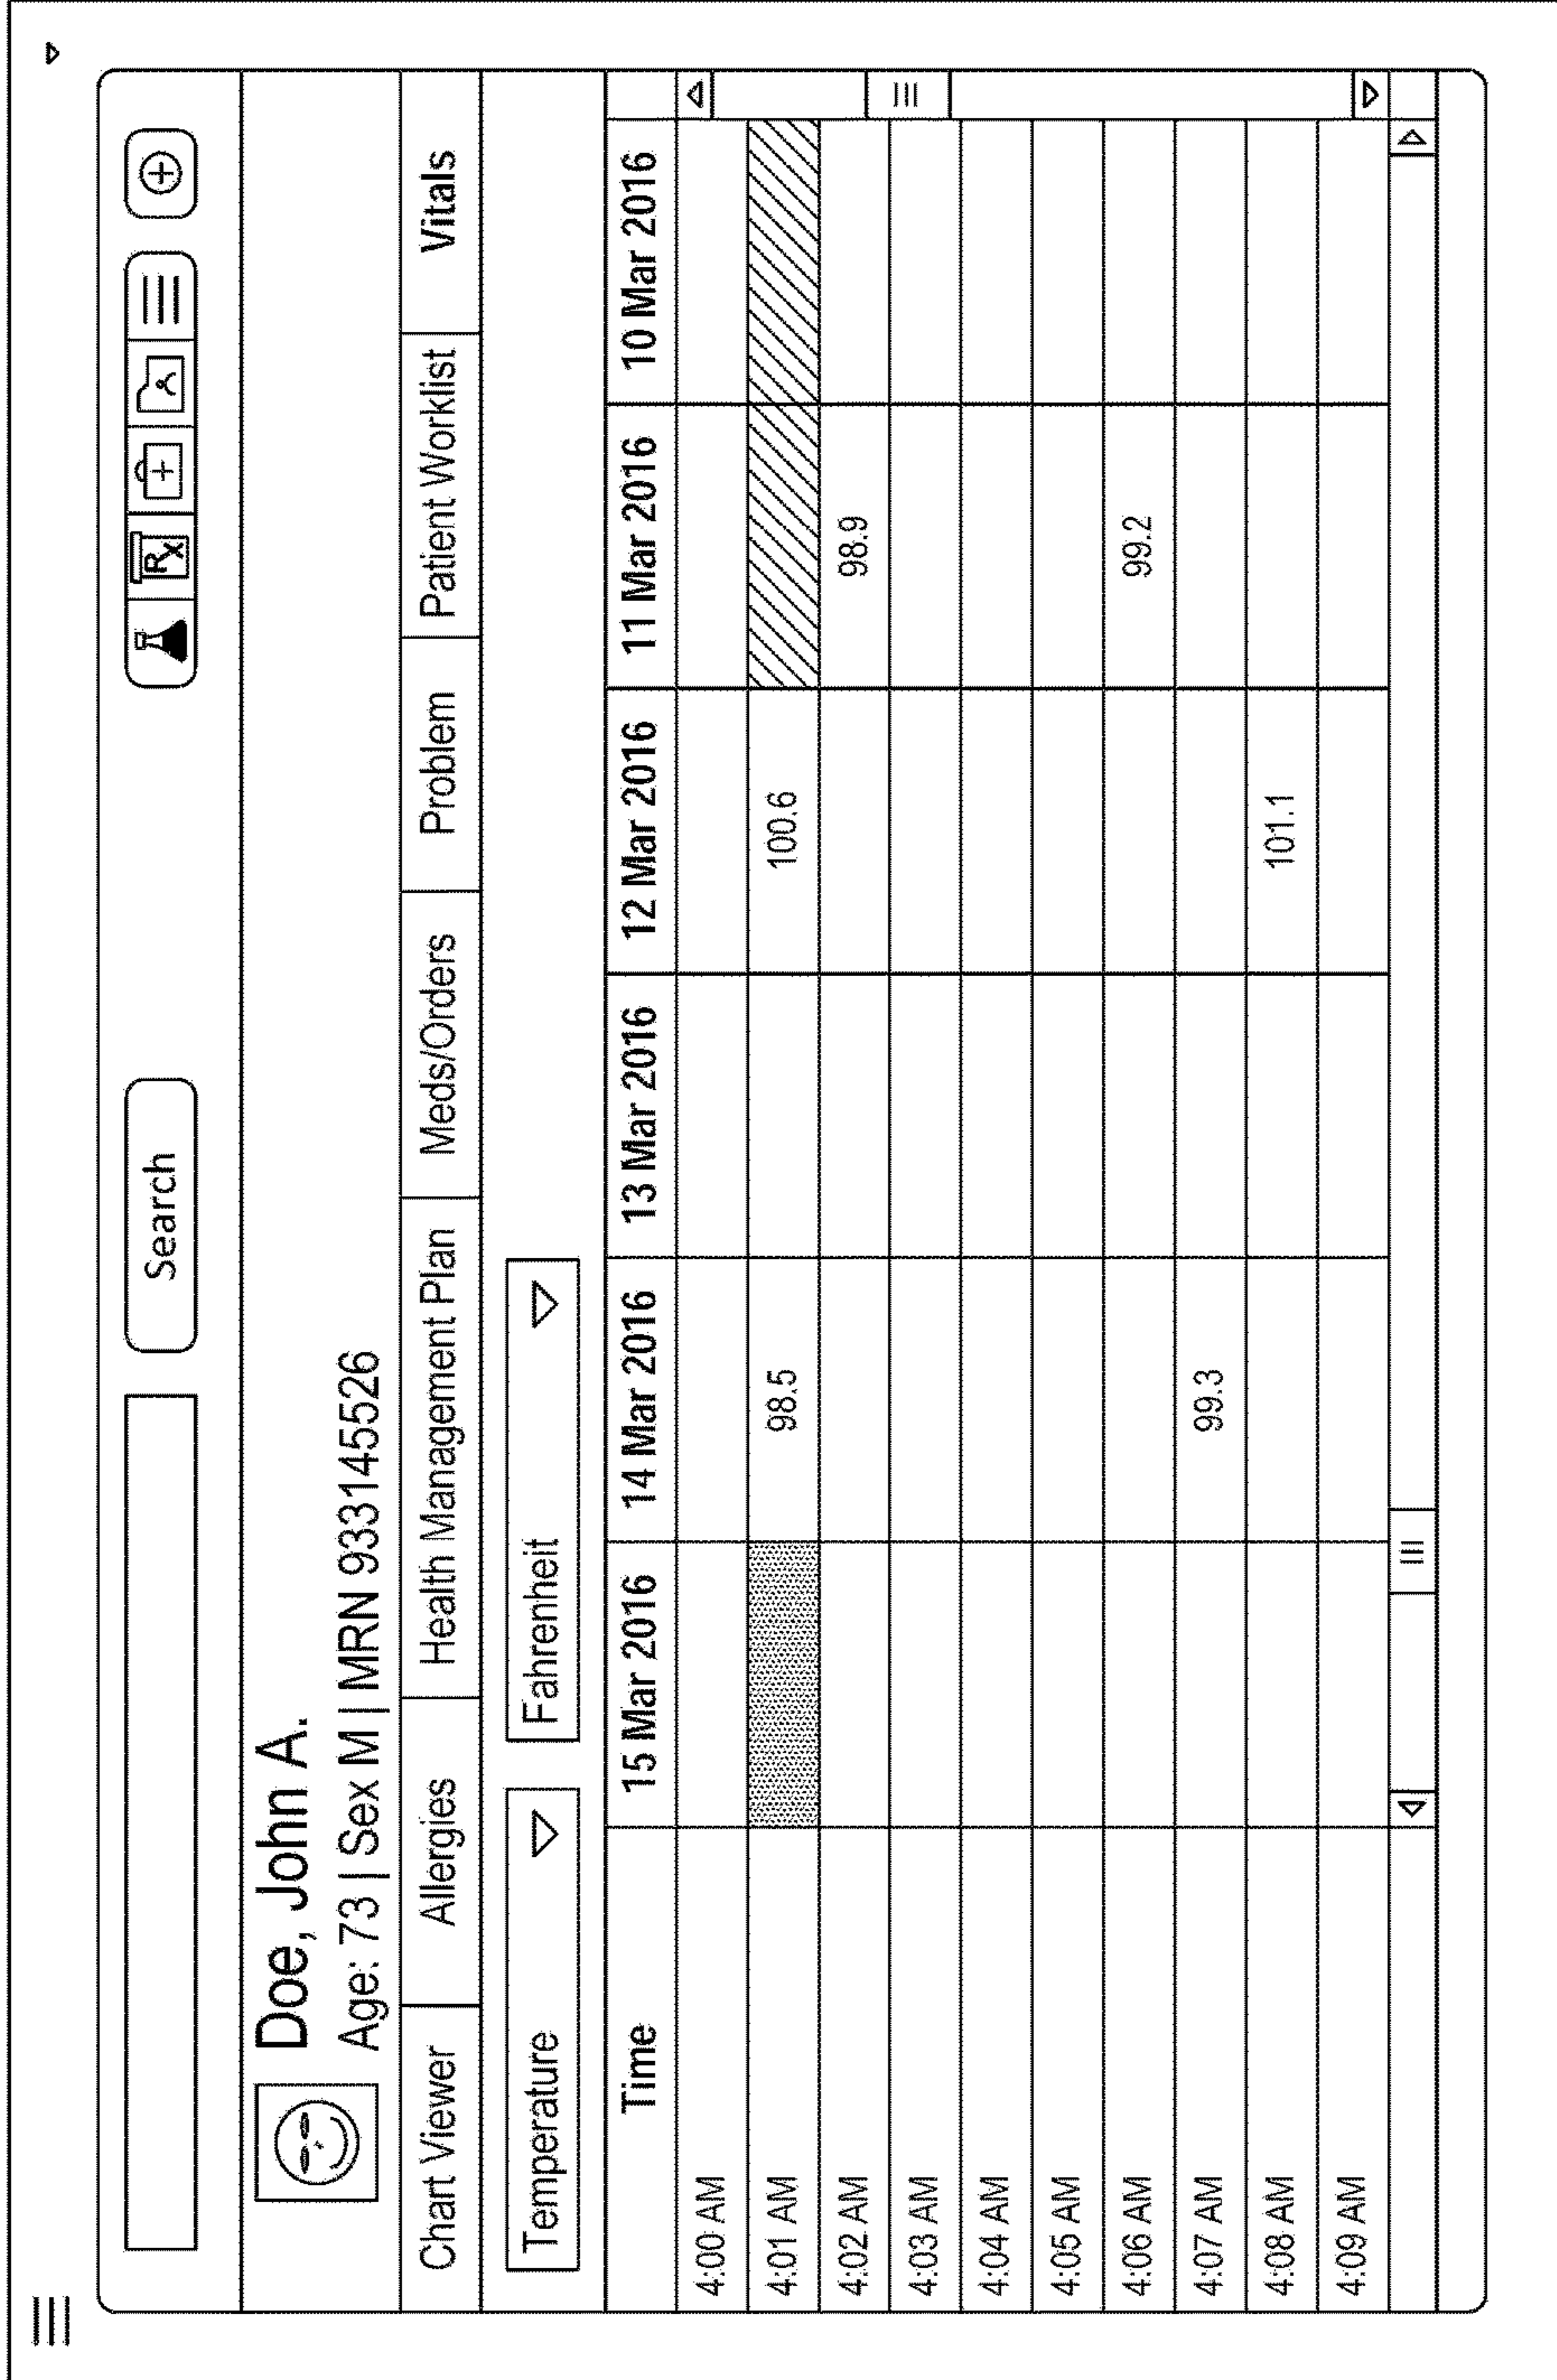 Search
Rx
Doe, John A.
Age: 73 | Sex M | MRN 933145526
Chart Viewer Allergies Health Management Plan Meds/Orders Problem Patient Worklist Vitals
Temperature Fahrenheit
Time 15 Mar 2016 14 Mar 2016 13 Mar 2016 12 Mar 2016 11 Mar 2016 10 Mar 2016
4:00 AM
4:01 AM 98.5 100.6
4:02 AM 98.9
4:03 AM
4:04 AM
4:05 AM
4:06 AM 99.2
4:07 AM 99.3
4:08 AM 101.1
4:09 AM